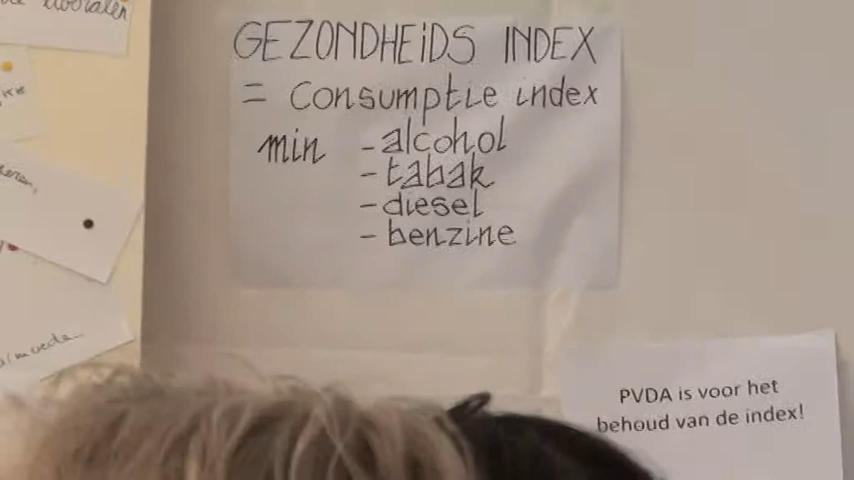 GEZONDHEiDS INDEX
= consumptie index
min - alcohol
- tabak
- diesel
- benzine
PVDA is voor het
behoud van de index!